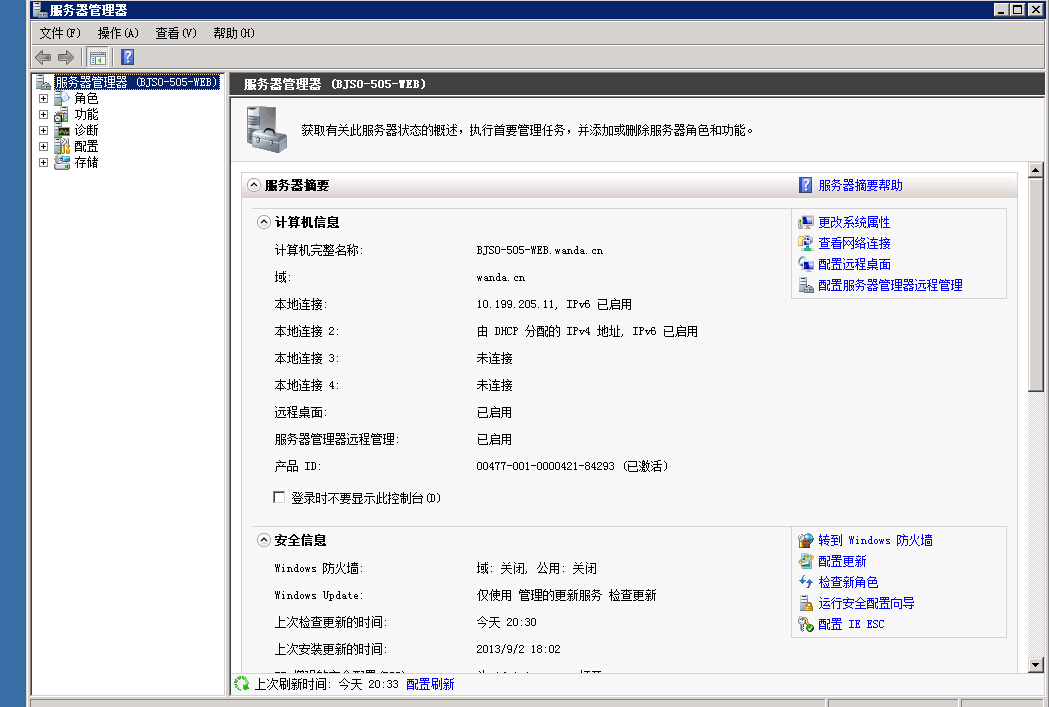 服务器管理器
文件(F) 操作(A) 查看(V) 帮助(H)
服务器管理器 (BJSO-505-WEB)
角色
功能
诊断
配置
存储
服务器管理器 (BJSO-505-WEB)
获取有关此服务器状态的概述，执行首要管理任务，并添加或删除服务器角色和功能。
服务器摘要
服务器摘要帮助
计算机信息
计算机完整名称: BJSO-505-WEB.wanda.cn
域: wanda.cn
本地连接: 10.199.205.11, IPv6 已启用
本地连接 2: 由 DHCP 分配的 IPv4 地址, IPv6 已启用
本地连接 3: 未连接
本地连接 4: 未连接
远程桌面: 已启用
服务器管理器远程管理: 已启用
产品 ID: 00477-001-0000421-84293 (已激活)
登录时不要显示此控制台(D)
更改系统属性
查看网络连接
配置远程桌面
配置服务器管理器远程管理
安全信息
Windows 防火墙: 域: 关闭, 公用: 关闭
Windows Update: 仅使用 管理的更新服务 检查更新
上次检查更新的时间: 今天 20:30
上次安装更新的时间: 2013/9/2 18:02
转到 Windows 防火墙
配置更新
检查新角色
运行安全配置向导
配置 IE ESC
上次刷新时间: 今天 20:33 配置刷新